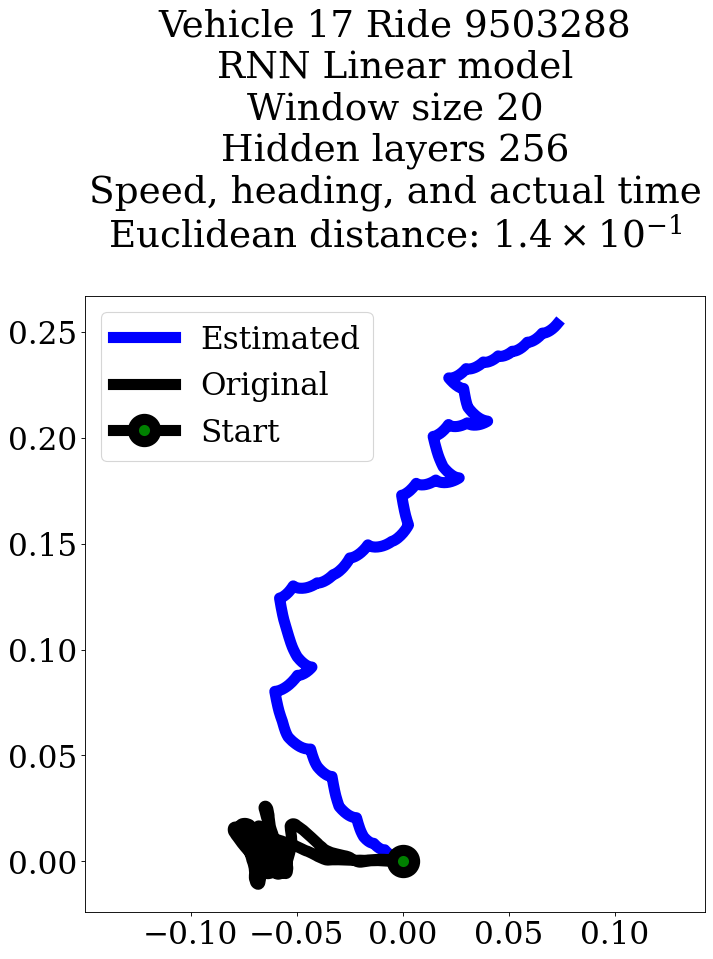 Vehicle 17 Ride 9503288
RNN Linear model
Window size 20
Hidden layers 256
Speed, heading, and actual time
Euclidean distance: 1.4 × 10⁻¹
Estimated
Original
Start
0.25
0.20
0.15
0.10
0.05
0.00
−0.10 −0.05 0.00 0.05 0.10